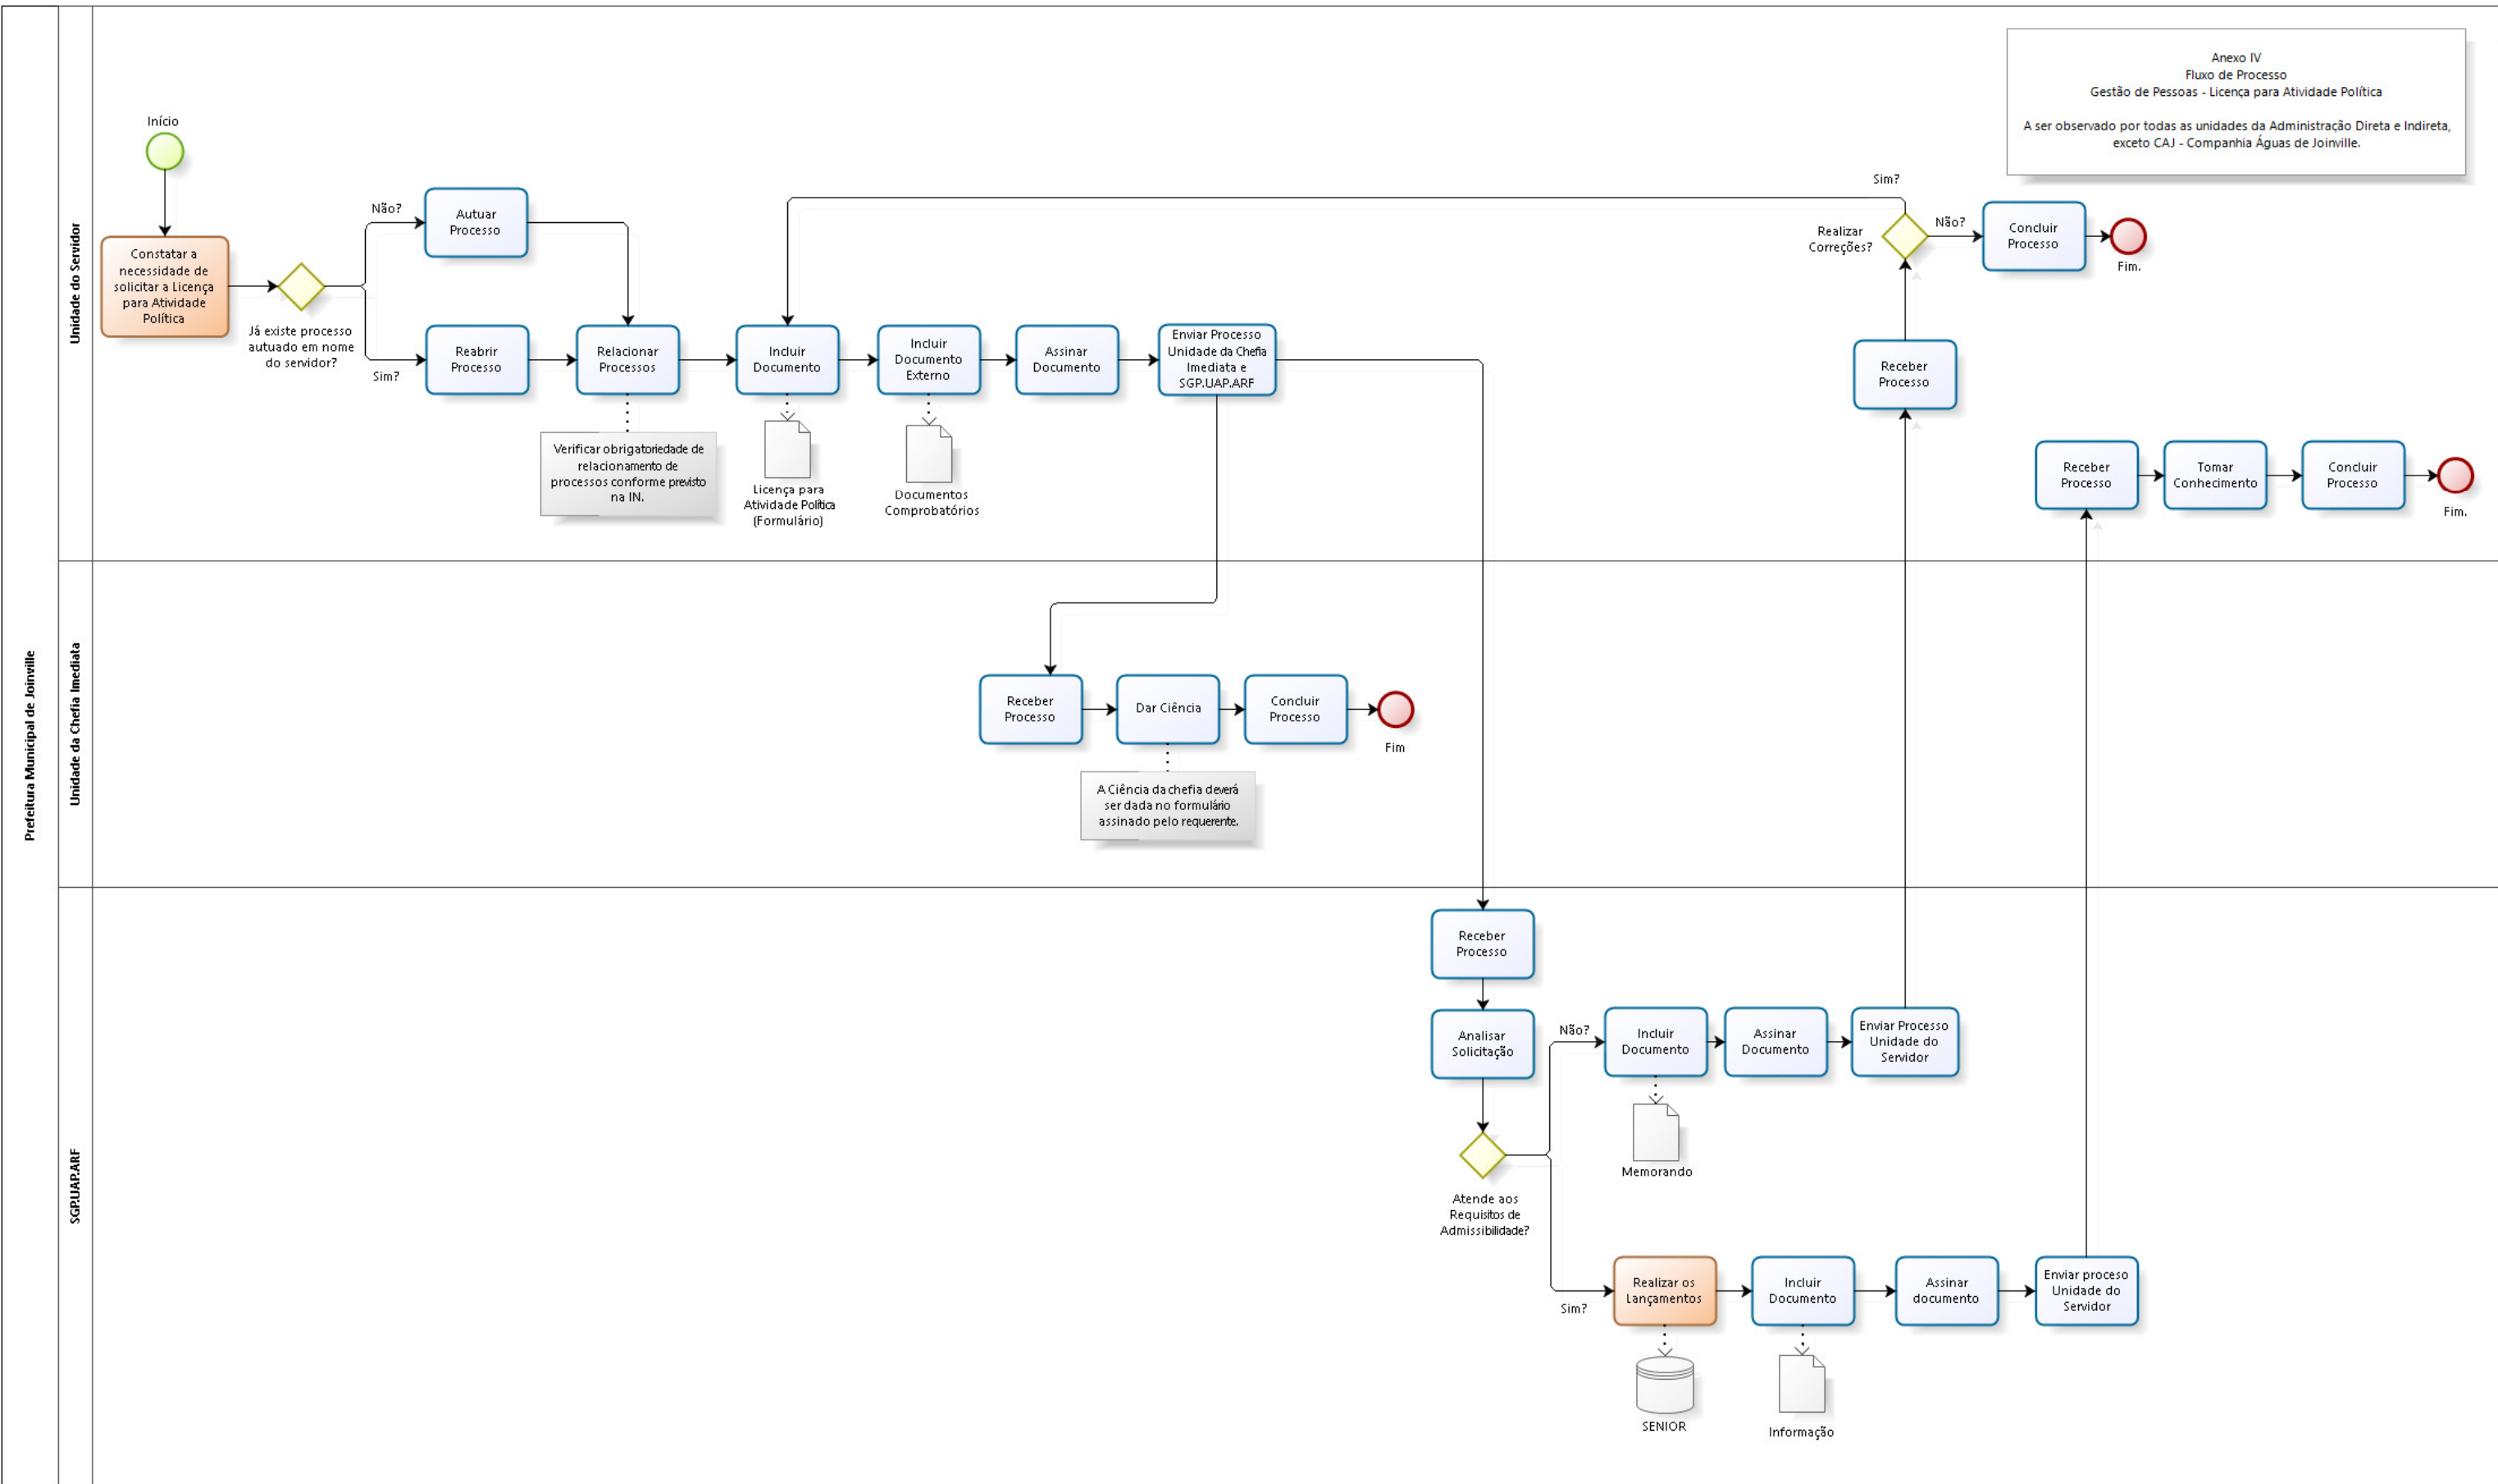 Anexo IV
Fluxo de Processo
Gestão de Pessoas - Licença para Atividade Política
A ser observado por todas as unidades da Administração Direta e Indireta,
exceto CAJ - Companhia Águas de Joinville.
Prefeitura Municipal de Joinville
Unidade do Servidor
Início
Constatar a
necessidade de
solicitar a Licença
para Atividade
Política
Já existe processo
autuado em nome
do servidor?
Não?
Autuar
Processo
Sim?
Reabrir
Processo
Relacionar
Processos
Verificar obrigatoriedade de
relacionamento de
processos conforme previsto
na IN.
Incluir
Documento
Licença para
Atividade Política
(Formulário)
Incluir
Documento
Externo
Documentos
Comprobatórios
Assinar
Documento
Enviar Processo
Unidade da Chefia
Imediata e
SGP.UAP.ARF
Sim?
Realizar
Correções?
Não?
Concluir
Processo
Fim.
Receber
Processo
Receber
Processo
Tomar
Conhecimento
Concluir
Processo
Fim.
Unidade da Chefia Imediata
Receber
Processo
Dar Ciência
Concluir
Processo
Fim
A Ciência da chefia deverá
ser dada no formulário
assinado pelo requerente.
SGP.UAP.ARF
Receber
Processo
Analisar
Solicitação
Atende aos
Requisitos de
Admissibilidade?
Não?
Incluir
Documento
Memorando
Assinar
Documento
Enviar Processo
Unidade do
Servidor
Sim?
Realizar os
Lançamentos
SENIOR
Incluir
Documento
Informação
Assinar
documento
Enviar proceso
Unidade do
Servidor